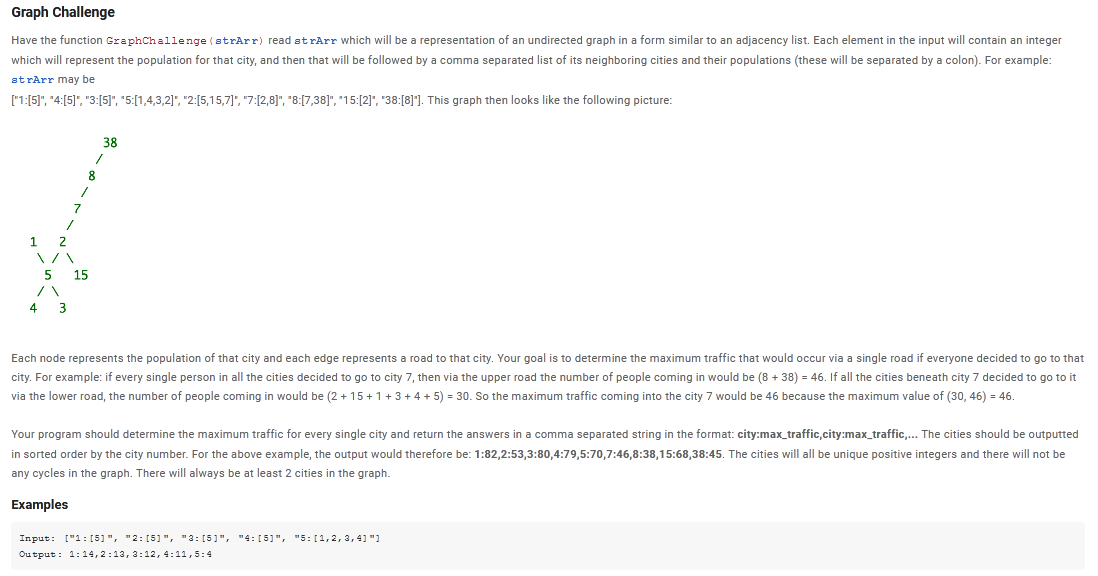 Graph Challenge
Have the function GraphChallenge(strArr) read strArr which will be a representation of an undirected graph in a form similar to an adjacency list. Each element in the input will contain an integer
which will represent the population for that city, and then that will be followed by a comma separated list of its neighboring cities and their populations (these will be separated by a colon). For example:
strArr may be
["1:[5]", "4:[5]", "3:[5]", "5:[1,4,3,2]", "2:[5,15,7]", "7:[2,8]", "8:[7,38]", "15:[2]", "38:[8]"]. This graph then looks like the following picture:
38
/
8
/
7
/
1 2
\ / \
5 15
/ \
4 3
Each node represents the population of that city and each edge represents a road to that city. Your goal is to determine the maximum traffic that would occur via a single road if everyone decided to go to that
city. For example: if every single person in all the cities decided to go to city 7, then via the upper road the number of people coming in would be (8 + 38) = 46. If all the cities beneath city 7 decided to go to it
via the lower road, the number of people coming in would be (2 + 15 + 1 + 3 + 4 + 5) = 30. So the maximum traffic coming into the city 7 would be 46 because the maximum value of (30, 46) = 46.
Your program should determine the maximum traffic for every single city and return the answers in a comma separated string in the format: city:max_traffic,city:max_traffic,... The cities should be outputted
in sorted order by the city number. For the above example, the output would therefore be: 1:82,2:53,3:80,4:79,5:70,7:46,8:38,15:68,38:45. The cities will all be unique positive integers and there will not be
any cycles in the graph. There will always be at least 2 cities in the graph.
Examples
Input: ["1:[5]", "2:[5]", "3:[5]", "4:[5]", "5:[1,2,3,4]"]
Output: 1:14,2:13,3:12,4:11,5:4